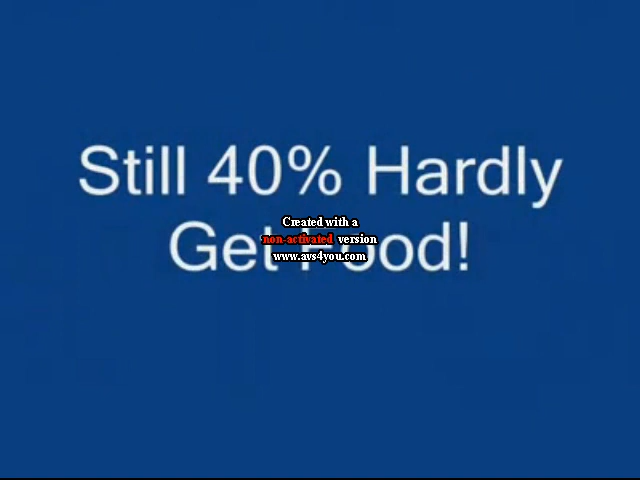 Still 40% Hardly
Get Food!
Created with a
non-activated version
www.avs4you.com